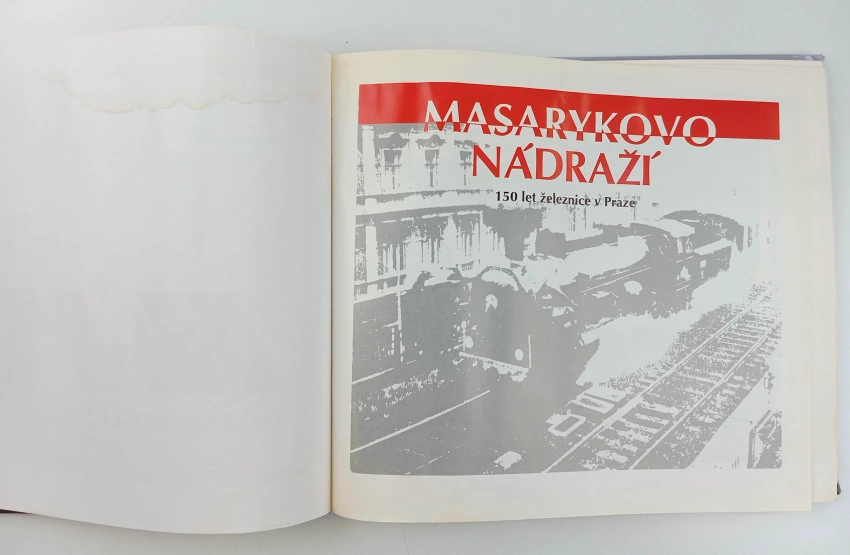 MASARYKOVO
NÁDRAŽÍ
150 let železnice v Praze